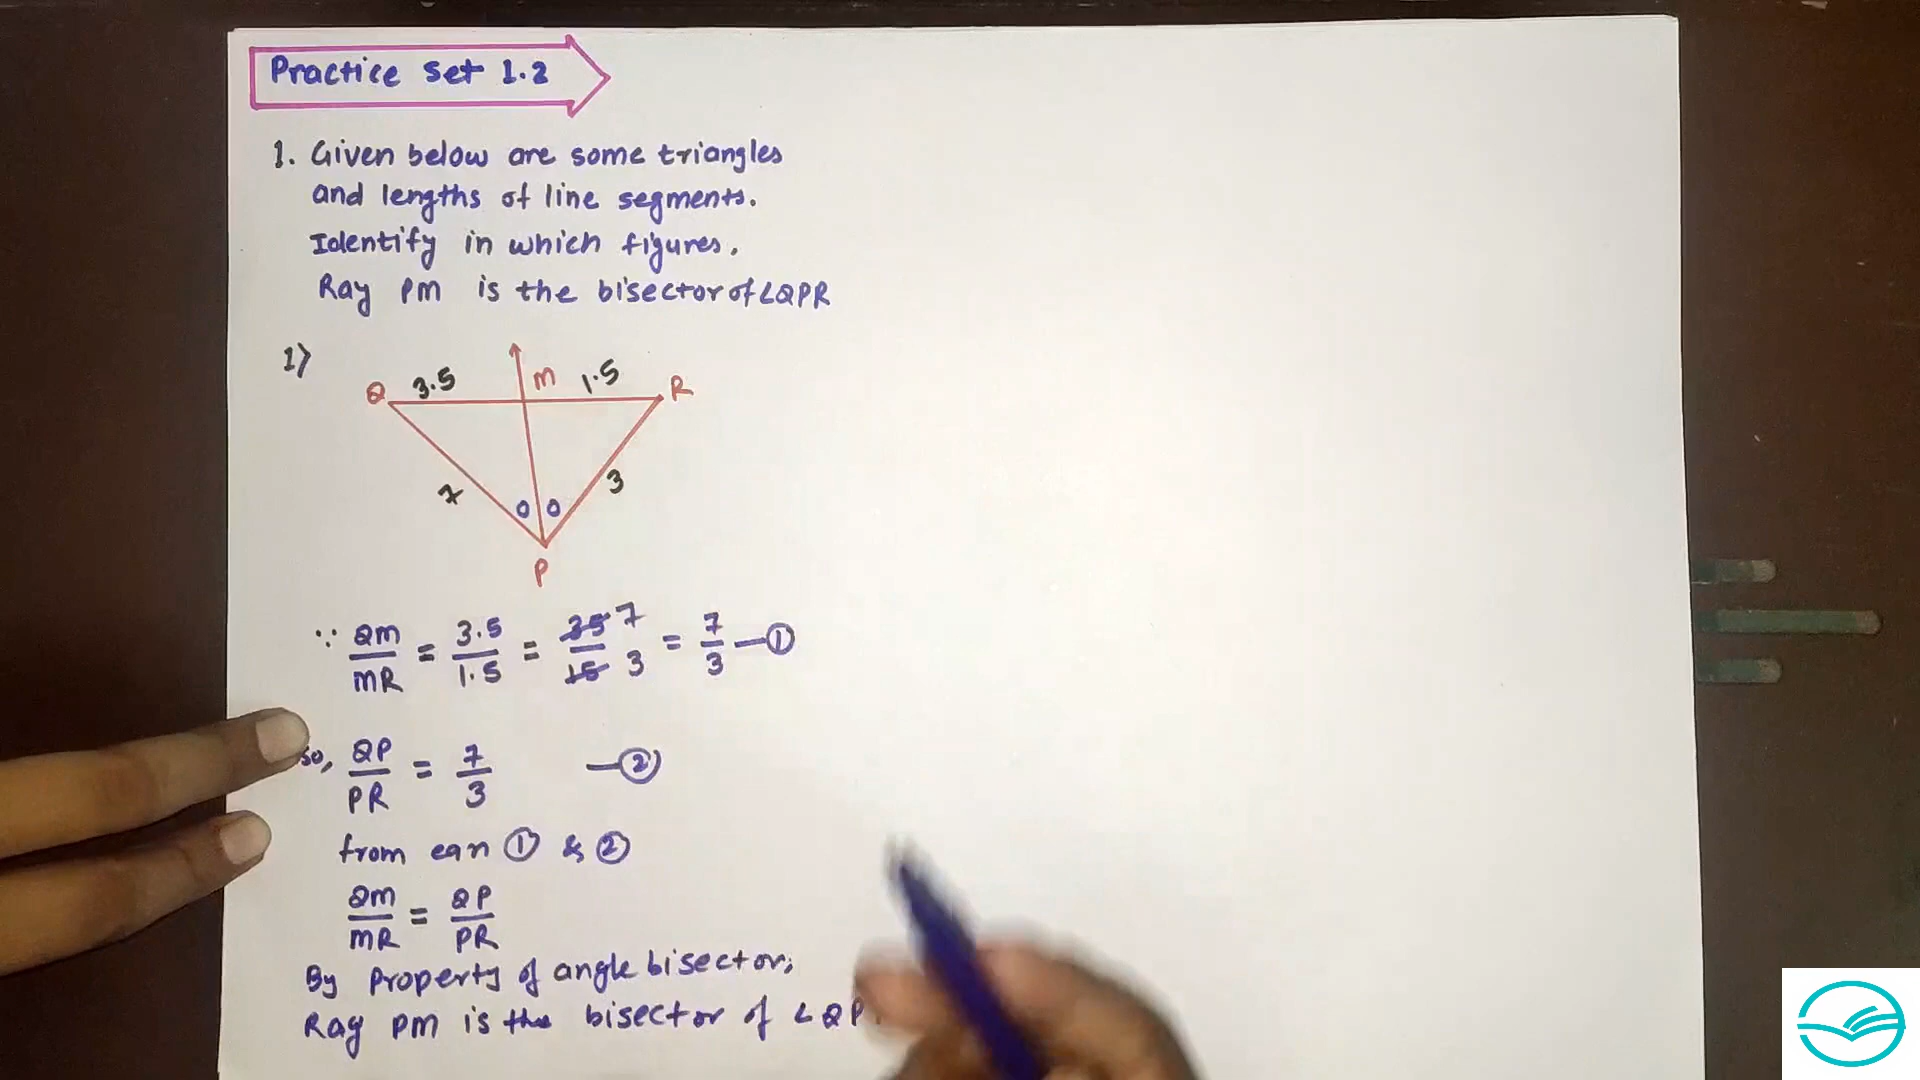 Practice Set 1.2
1. Given below are some triangles
and lengths of line segments.
Identify in which figures.
Ray PM is the bisector of ∠QPR
1)
Q 3.5 M 1.5 R
7 3
P
∵ QM/MR = 3.5/1.5 = 35/15 7/3 = 7/3 — ①
so, QP/PR = 7/3 — ②
from eqn ① & ②
QM/MR = QP/PR
By Property of angle bisector,
Ray PM is the bisector of ∠QP